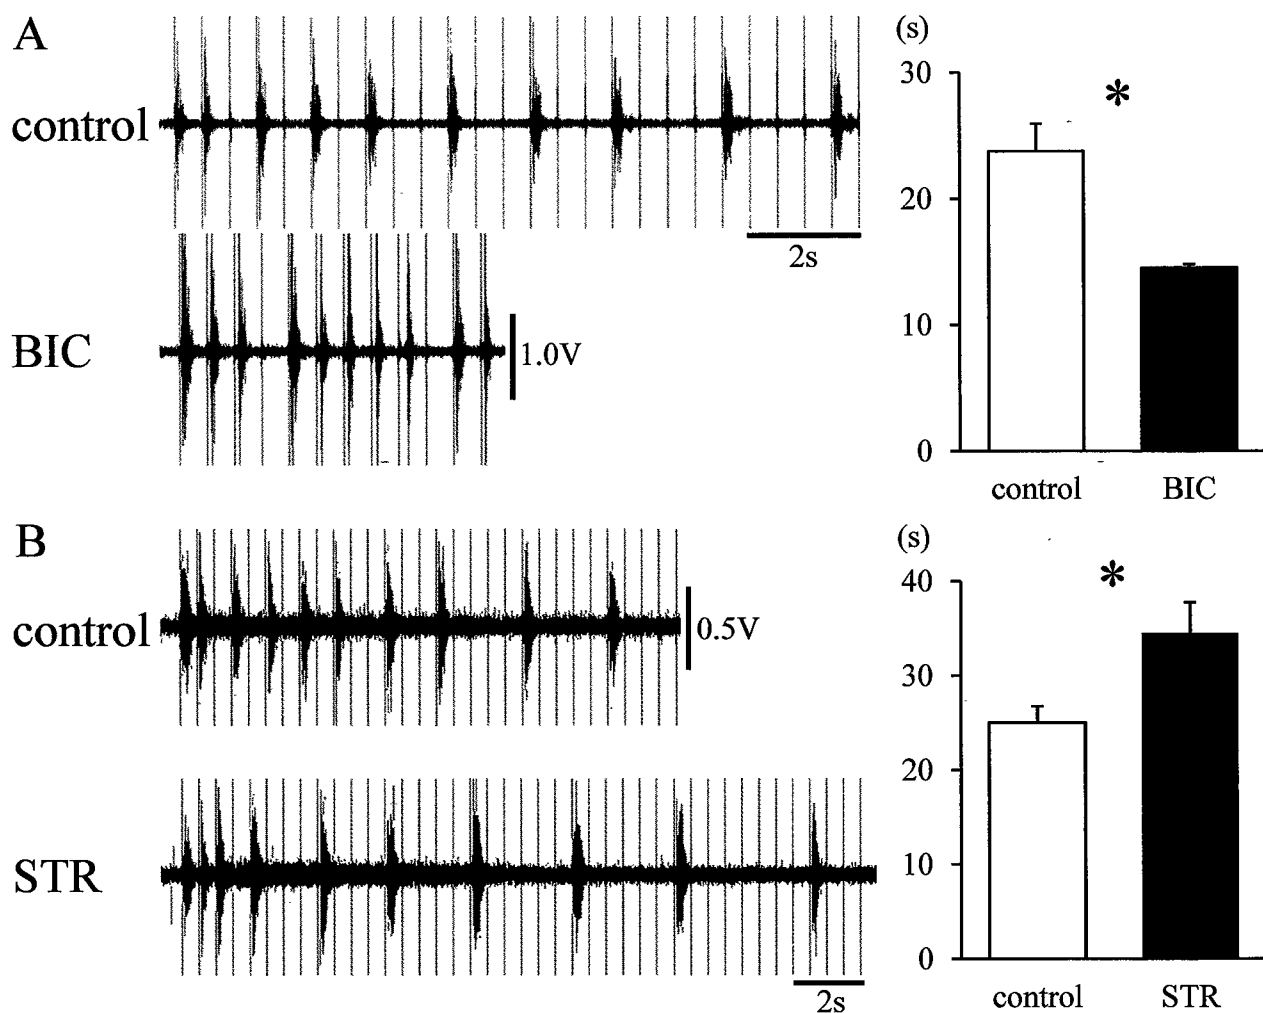 A
control
2s
BIC
1.0V
(s)
30
*
20
10
0
control BIC
B
control
0.5V
STR
2s
(s)
40
*
30
20
10
0
control STR